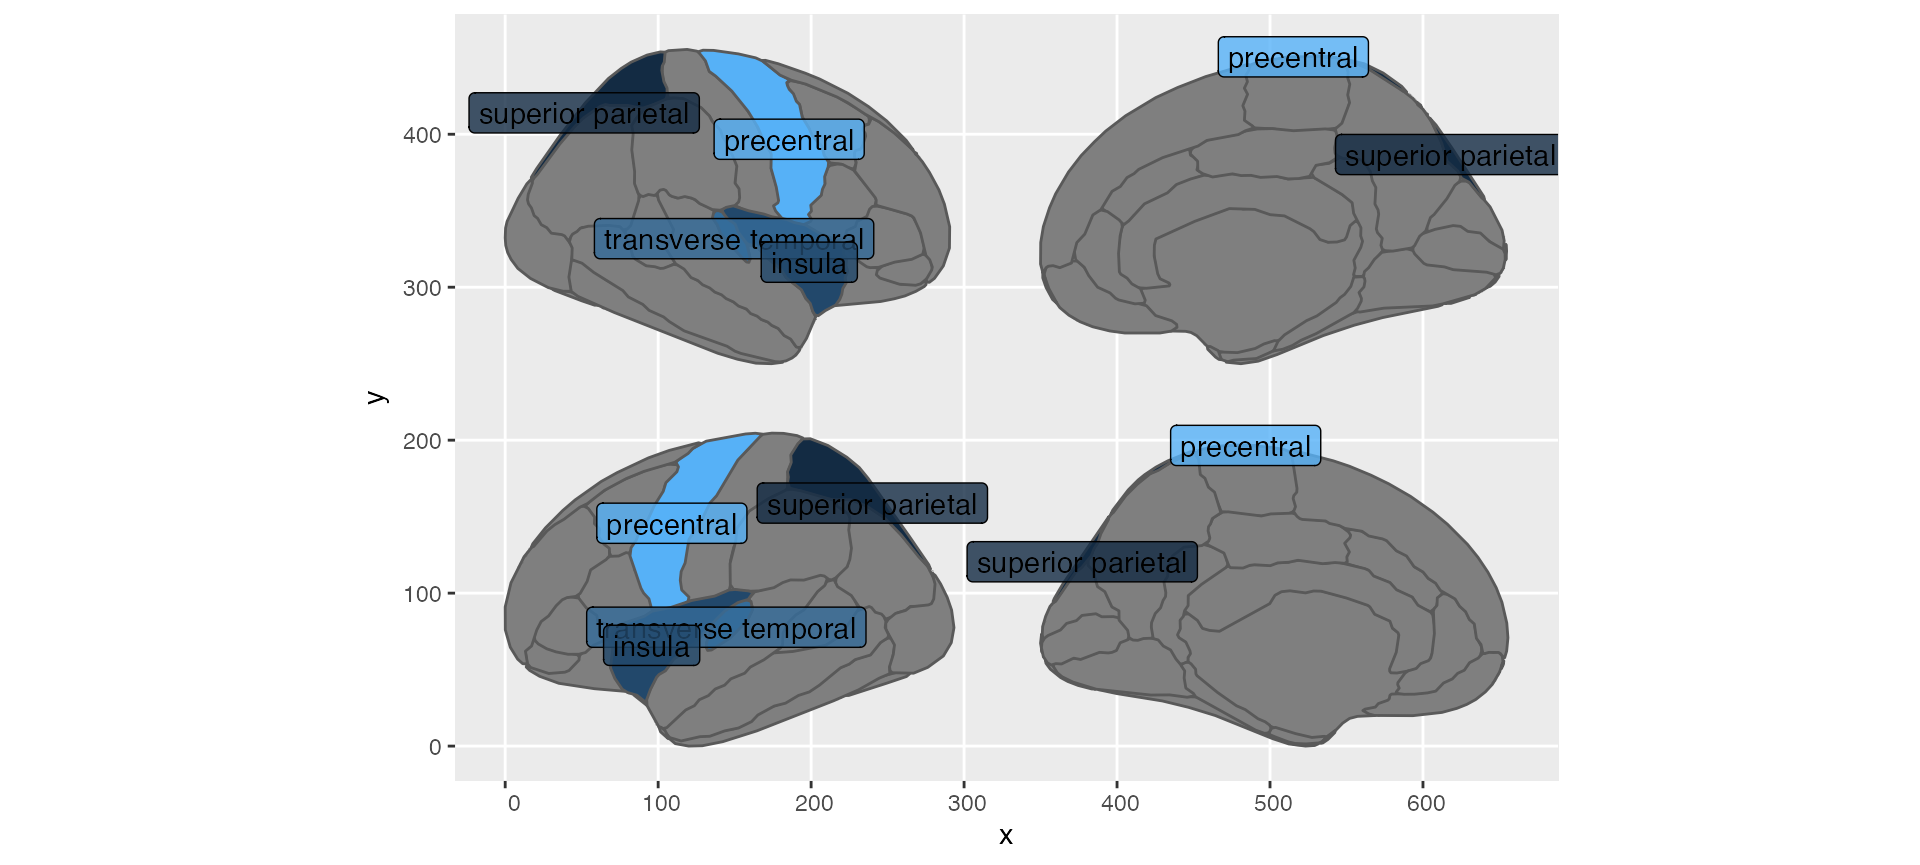 precentral
superior parietal
precentral
superior parietal
transverse temporal
insula
400
300
y
200
100
0
precentral
precentral
superior parietal
superior parietal
transverse temporal
insula
0
100
200
300
400
500
600
x